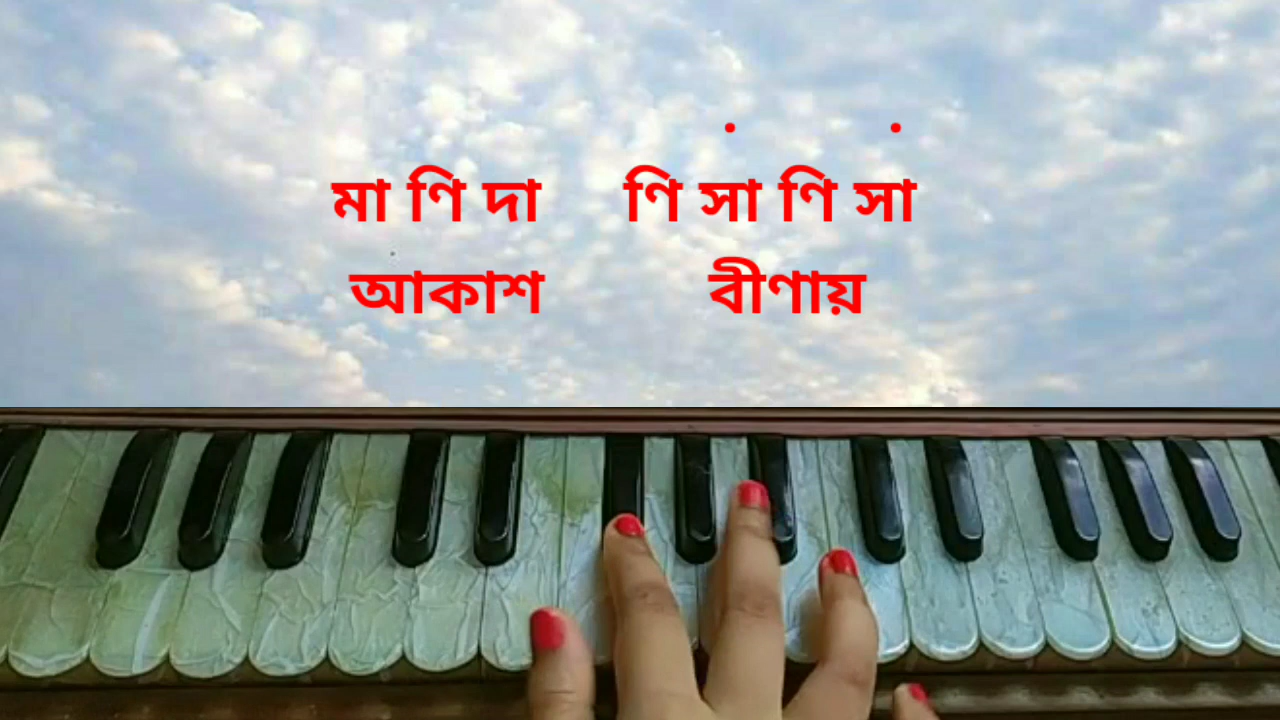 মা ণি দা ণি সা ণি সা
আকাশ বীণায়